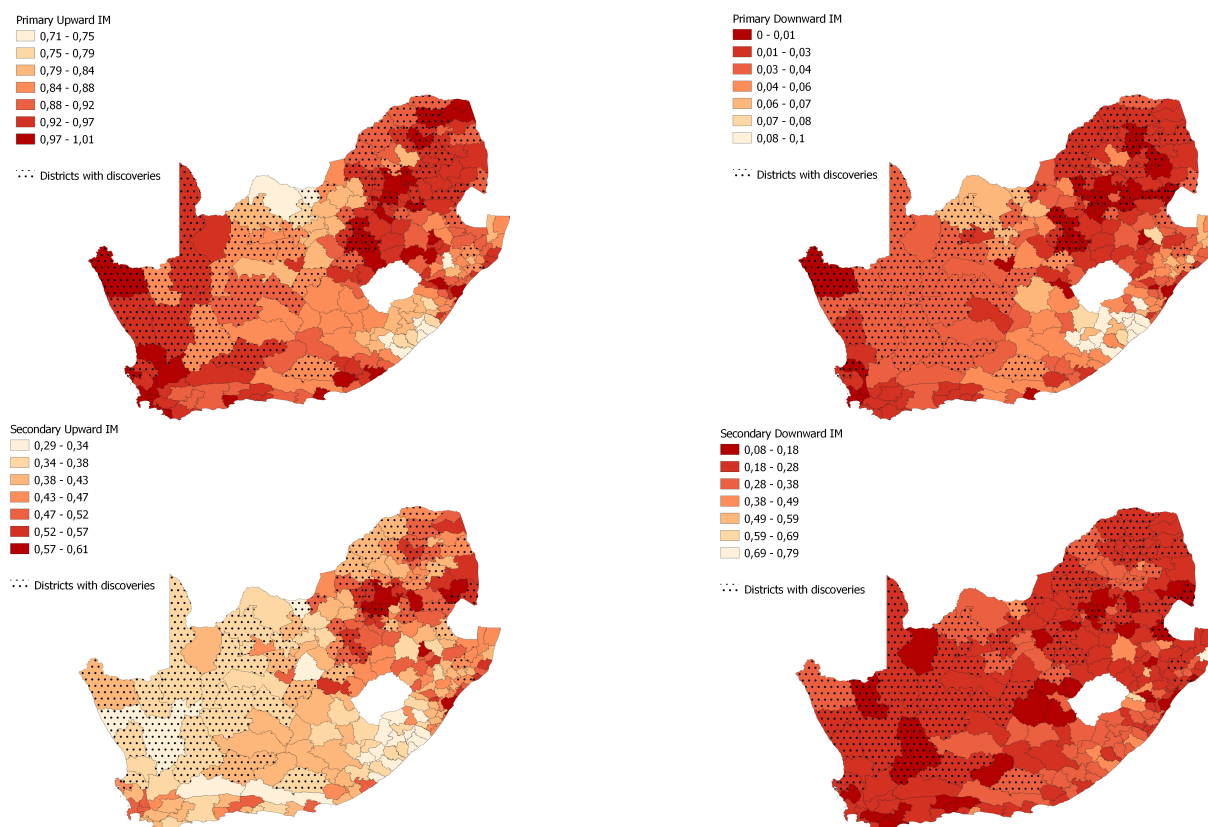 Primary Upward IM
0,71 - 0,75
0,75 - 0,79
0,79 - 0,84
0,84 - 0,88
0,88 - 0,92
0,92 - 0,97
0,97 - 1,01
Districts with discoveries
Primary Downward IM
0 - 0,01
0,01 - 0,03
0,03 - 0,04
0,04 - 0,06
0,06 - 0,07
0,07 - 0,08
0,08 - 0,1
Districts with discoveries
Secondary Upward IM
0,29 - 0,34
0,34 - 0,38
0,38 - 0,43
0,43 - 0,47
0,47 - 0,52
0,52 - 0,57
0,57 - 0,61
Districts with discoveries
Secondary Downward IM
0,08 - 0,18
0,18 - 0,28
0,28 - 0,38
0,38 - 0,49
0,49 - 0,59
0,59 - 0,69
0,69 - 0,79
Districts with discoveries